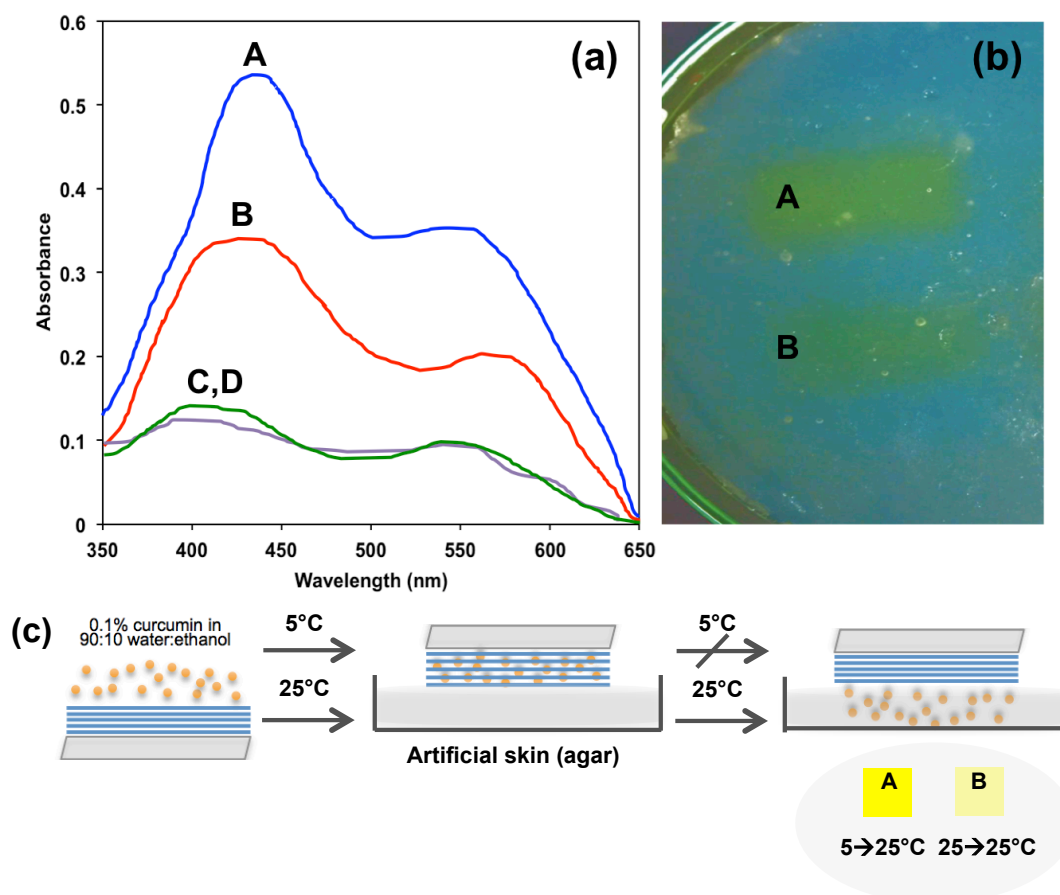 0.6
(a)
(b)
A
0.5
0.4
B
0.3
Absorbance
0.2
C,D
0.1
0
350 400 450 500 550 600 650
Wavelength (nm)
A
B
(c)
0.1% curcumin in
90:10 water:ethanol
5°C
25°C
5°C
25°C
Artificial skin (agar)
A B
5→25°C 25→25°C